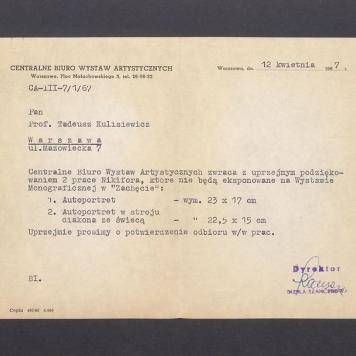 CENTRALNE BIURO WYSTAW ARTYSTYCZNYCH
Warszawa, Plac Małachowskiego 3, tel.
Warszawa, dn. 12 kwietnia 1967 r.
CA-III-7/1/67
Pan
Prof. Tadeusz Kulisiewicz
Warszawa
ul.Mazowiecka 7
Centralne Biuro Wystaw Artystycznych zwraca z uprzejmym podzięko-
waniem 2 prace Nikifora, które nie będą eksponowane na Wystawie
Monograficznej w "Zachęcie":
1. Autoportret - wym. 23 x 17 cm
2. Autoportret w stroju
diakona ze świecą - " 22,5 x 15 cm
Uprzejmie prosimy o potwierdzenie odbioru w/w prac.
BI.
Dyrektor